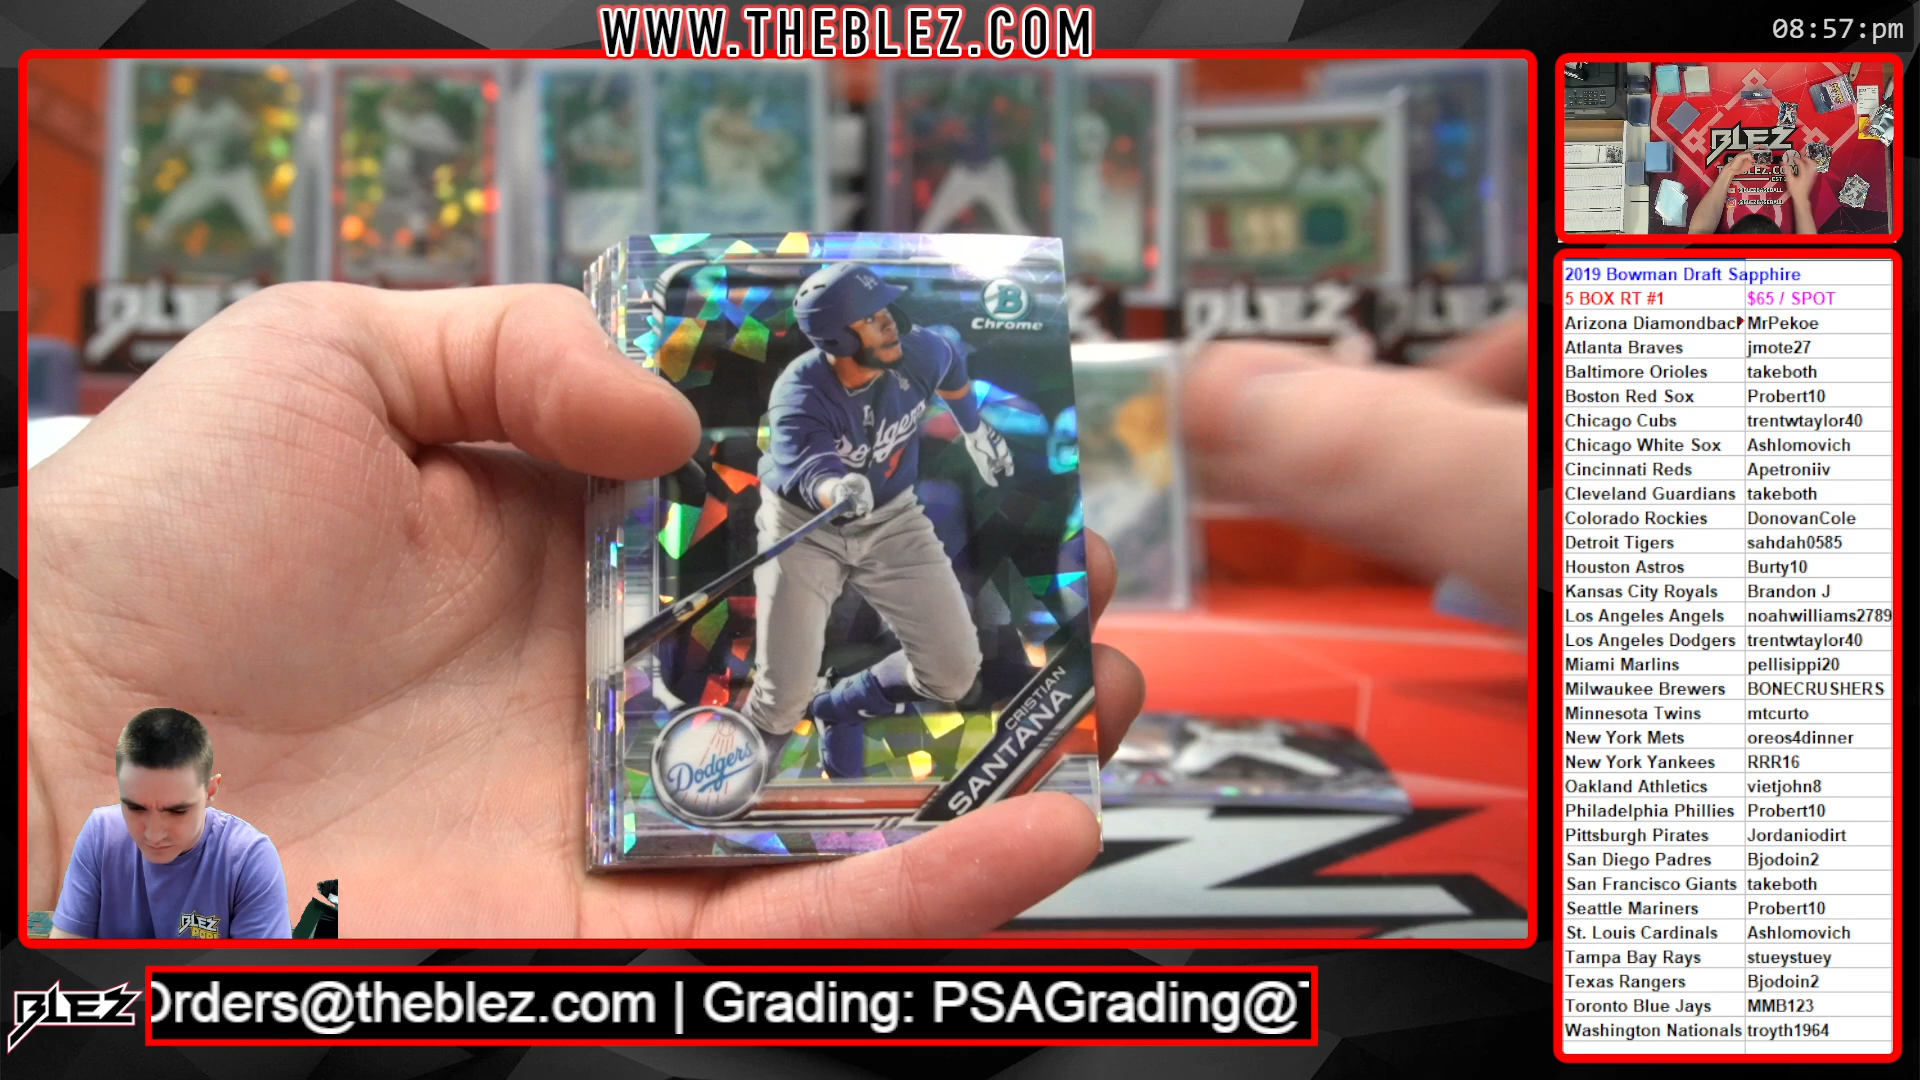 WWW.THEBLEZ.COM
08:57:pm
B
Chrome
Dodgers
Dodgers
CRISTIAN
SANTANA
BLEZ
BLEZ
Orders@theblez.com | Grading: PSAGrading@T
BLEZ
THEBLEZ.COM
2019 Bowman Draft Sapphire
5 BOX RT #1 $65 / SPOT
Arizona Diamondback MrPekoe
Atlanta Braves jmote27
Baltimore Orioles takeboth
Boston Red Sox Probert10
Chicago Cubs trentwtaylor40
Chicago White Sox Ashlomovich
Cincinnati Reds Apetroniiv
Cleveland Guardians takeboth
Colorado Rockies DonovanCole
Detroit Tigers sahdah0585
Houston Astros Burty10
Kansas City Royals Brandon J
Los Angeles Angels noahwilliams2789
Los Angeles Dodgers trentwtaylor40
Miami Marlins pellisippi20
Milwaukee Brewers BONECRUSHERS
Minnesota Twins mtcurto
New York Mets oreos4dinner
New York Yankees RRR16
Oakland Athletics vietjohn8
Philadelphia Phillies Probert10
Pittsburgh Pirates Jordaniodirt
San Diego Padres Bjodoin2
San Francisco Giants takeboth
Seattle Mariners Probert10
St. Louis Cardinals Ashlomovich
Tampa Bay Rays stueystuey
Texas Rangers Bjodoin2
Toronto Blue Jays MMB123
Washington Nationals troyth1964